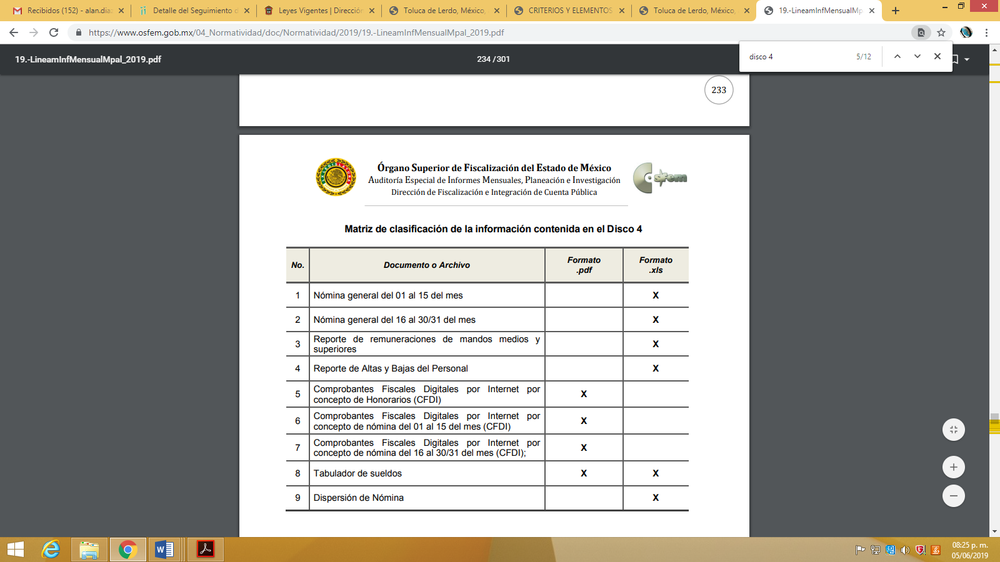 Recibidos (152) - alan.dia
Detalle del Seguimiento d
Leyes Vigentes | Dirección
Toluca de Lerdo, México,
CRITERIOS Y ELEMENTOS
Toluca de Lerdo, México,
19.-LineamInfMensualMp
https://www.osfem.gob.mx/04_Normatividad/doc/Normatividad/2019/19.-LineamInfMensualMpal_2019.pdf
19.-LineamInfMensualMpal_2019.pdf
234 /301
disco 4
5/12
233
Órgano Superior de Fiscalización del Estado de México
Auditoría Especial de Informes Mensuales, Planeación e Investigación
Dirección de Fiscalización e Integración de Cuenta Pública
osfem
Matriz de clasificación de la información contenida en el Disco 4
No. Documento o Archivo Formato .pdf Formato .xls
1 Nómina general del 01 al 15 del mes X
2 Nómina general del 16 al 30/31 del mes X
3 Reporte de remuneraciones de mandos medios y
superiores X
4 Reporte de Altas y Bajas del Personal X
5 Comprobantes Fiscales Digitales por Internet por
concepto de Honorarios (CFDI) X
6 Comprobantes Fiscales Digitales por Internet por
concepto de nómina del 01 al 15 del mes (CFDI) X
7 Comprobantes Fiscales Digitales por Internet por
concepto de nómina del 16 al 30/31 del mes (CFDI); X
8 Tabulador de sueldos X X
9 Dispersión de Nómina X
08:25 p. m.
05/06/2019